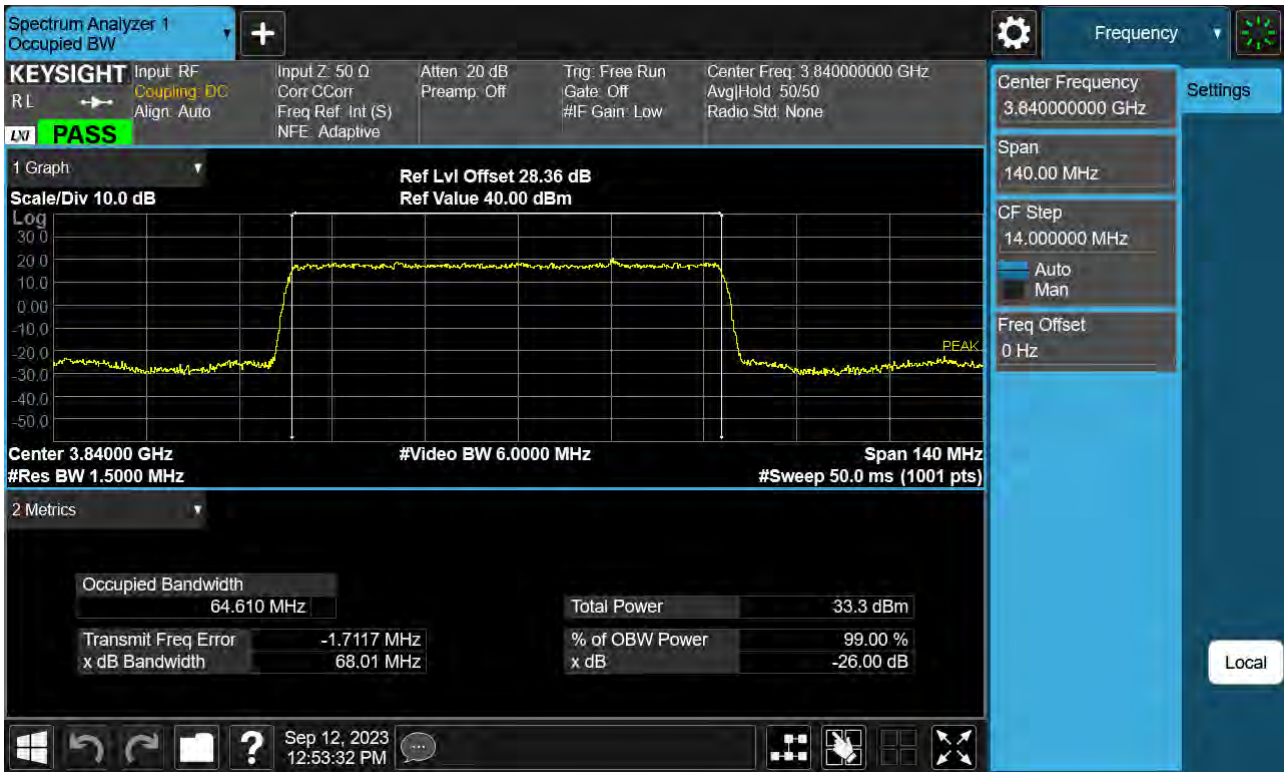 Spectrum Analyzer 1
Occupied BW
+
Frequency
KEYSIGHT
RL
LXI PASS
Input: RF
Coupling: DC
Align: Auto
Input Z: 50 Ω
Corr CCorr
Freq Ref: Int (S)
NFE: Adaptive
Atten: 20 dB
Preamp: Off
Trig: Free Run
Gate: Off
#IF Gain: Low
Center Freq: 3.840000000 GHz
Avg|Hold: 50/50
Radio Std: None
1 Graph
Scale/Div 10.0 dB
Ref Lvl Offset 28.36 dB
Ref Value 40.00 dBm
Log
30.0
20.0
10.0
0.00
-10.0
-20.0
-30.0
-40.0
-50.0
PEAK
Center 3.84000 GHz
#Video BW 6.0000 MHz
Span 140 MHz
#Res BW 1.5000 MHz
#Sweep 50.0 ms (1001 pts)
2 Metrics
Occupied Bandwidth
64.610 MHz
Total Power 33.3 dBm
Transmit Freq Error -1.7117 MHz
% of OBW Power 99.00 %
x dB Bandwidth 68.01 MHz
x dB -26.00 dB
Center Frequency
3.840000000 GHz
Settings
Span
140.00 MHz
CF Step
14.000000 MHz
Auto
Man
Freq Offset
0 Hz
Local
?
Sep 12, 2023
12:53:32 PM